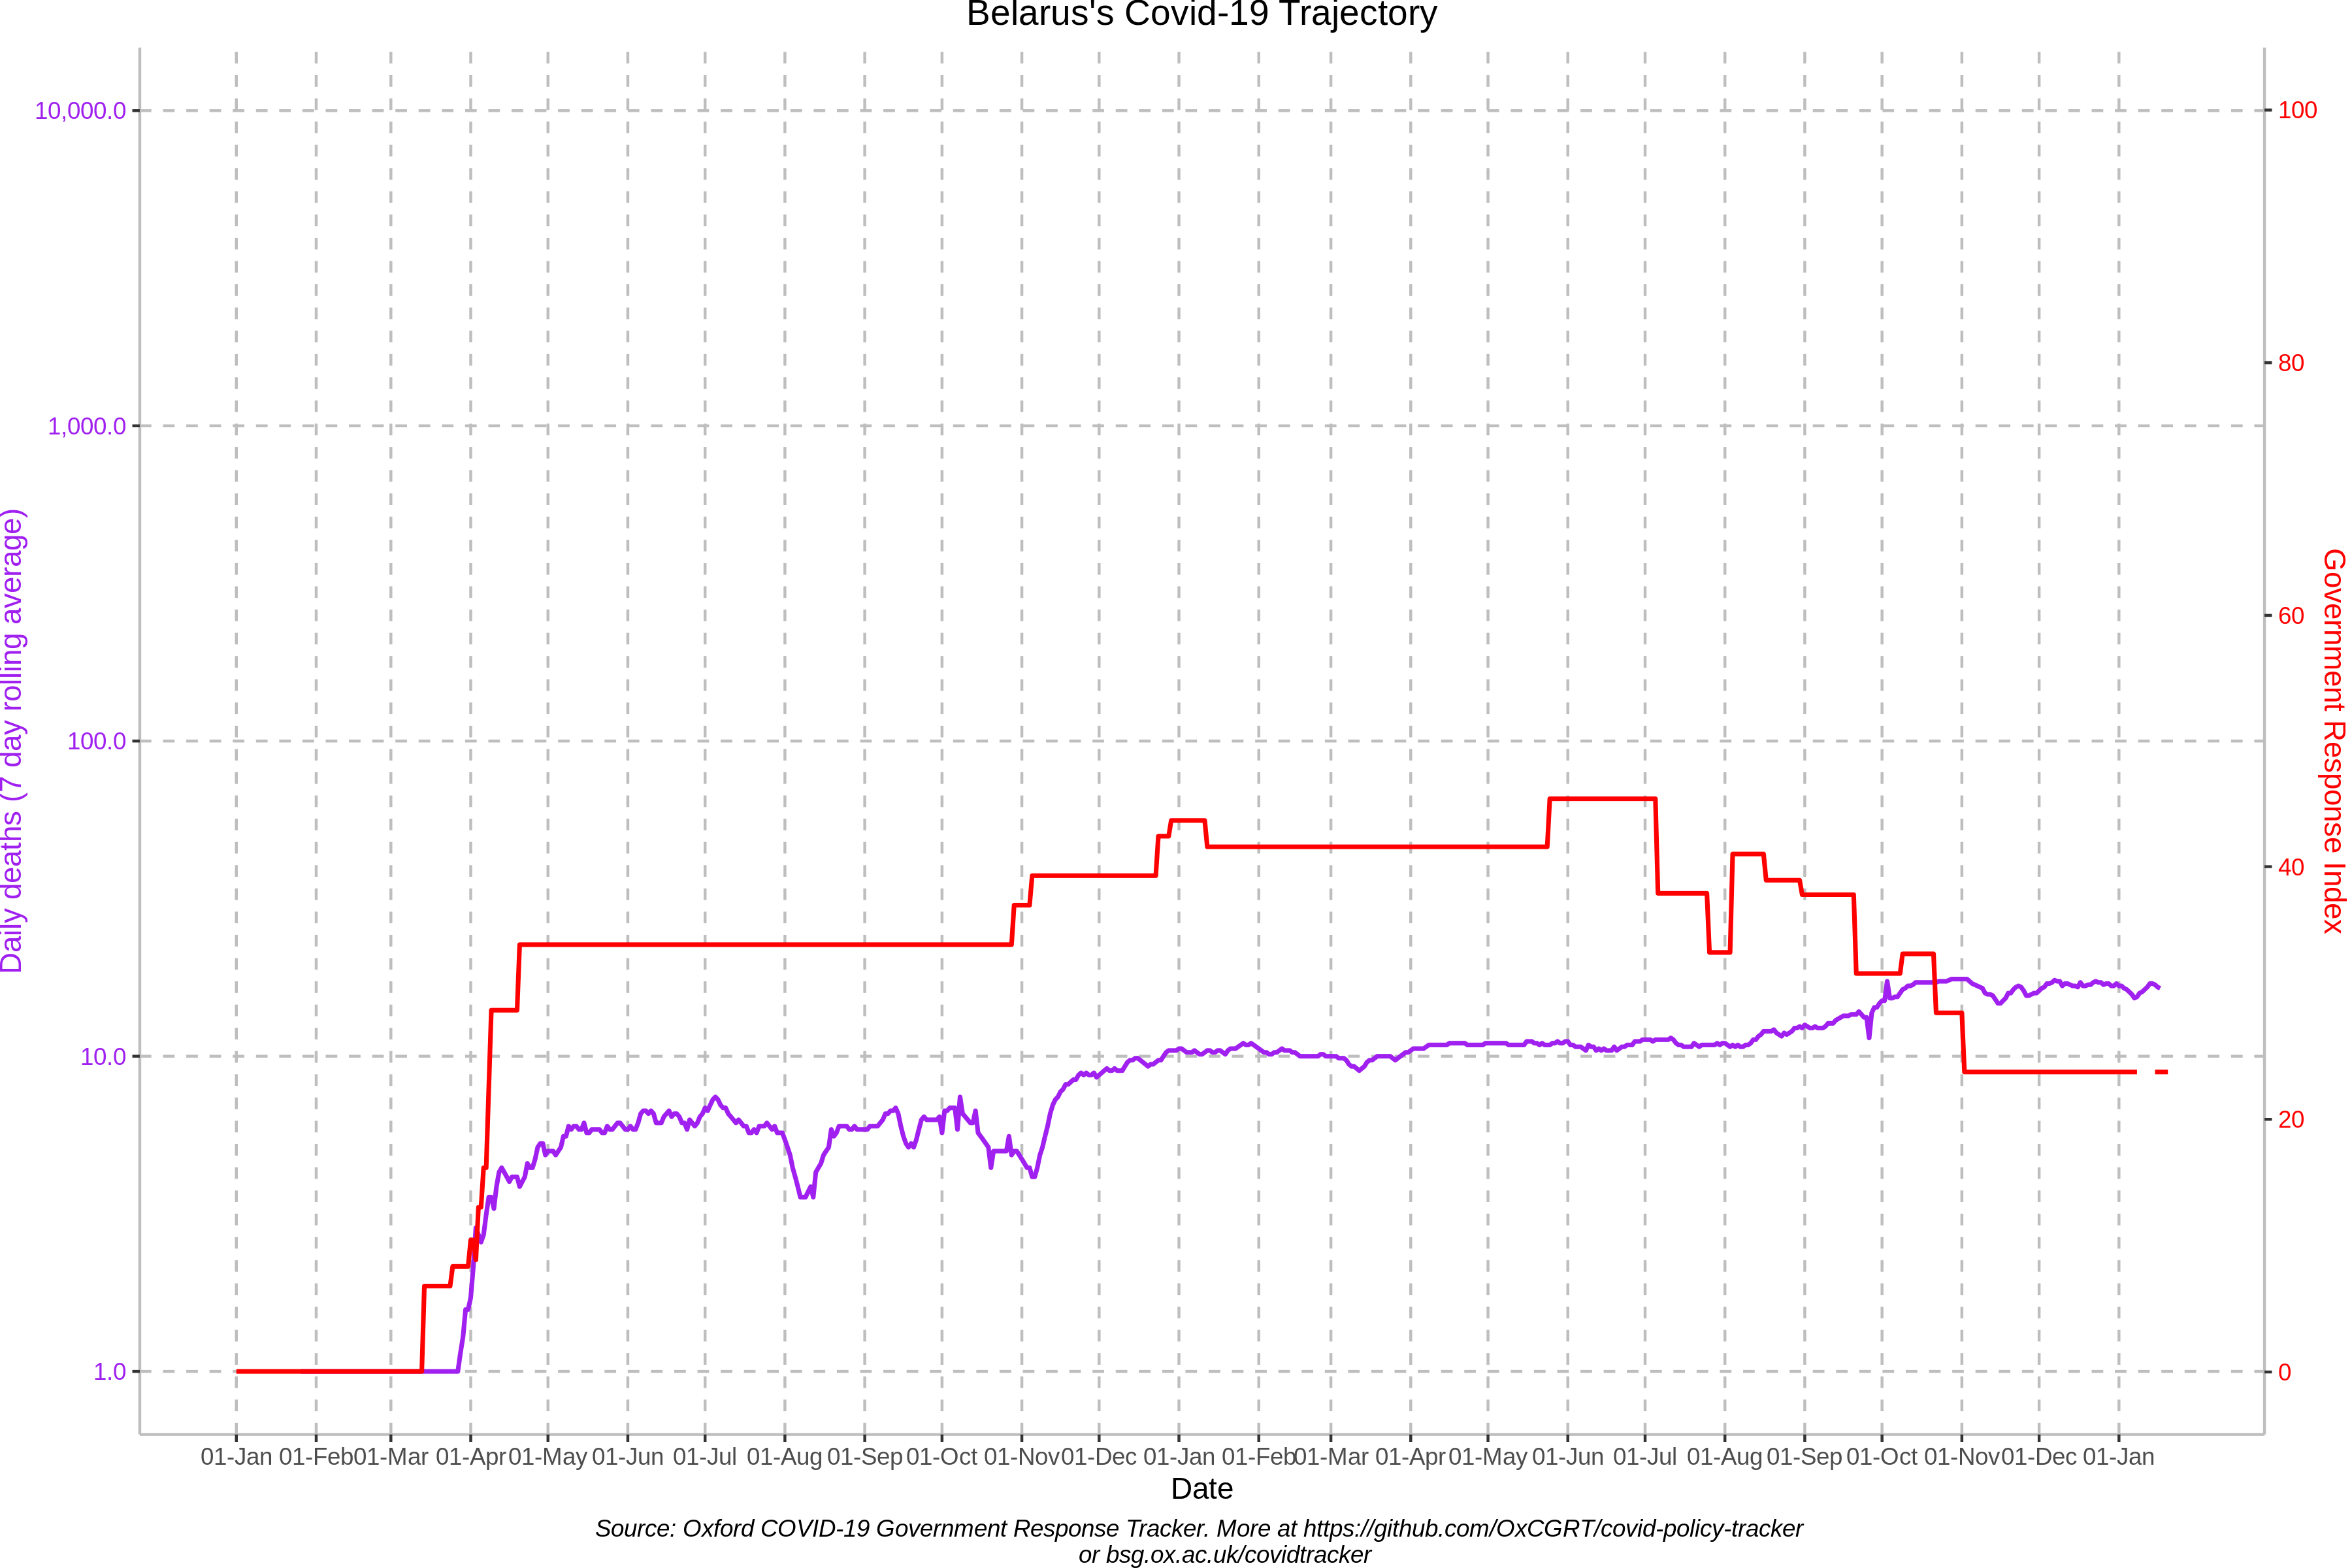 Belarus's Covid-19 Trajectory
10,000.0
1,000.0
100.0
10.0
1.0
Daily deaths (7 day rolling average)
100
80
60
40
20
0
Government Response Index
01-Jan 01-Feb 01-Mar 01-Apr 01-May 01-Jun 01-Jul 01-Aug 01-Sep 01-Oct 01-Nov 01-Dec 01-Jan 01-Feb 01-Mar 01-Apr 01-May 01-Jun 01-Jul 01-Aug 01-Sep 01-Oct 01-Nov 01-Dec 01-Jan
Date
Source: Oxford COVID-19 Government Response Tracker. More at https://github.com/OxCGRT/covid-policy-tracker
or bsg.ox.ac.uk/covidtracker